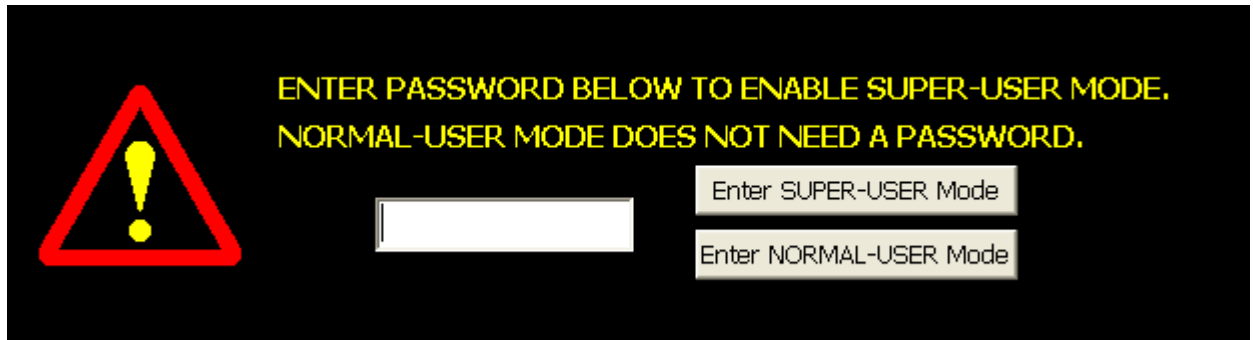 ENTER PASSWORD BELOW TO ENABLE SUPER-USER MODE.
NORMAL-USER MODE DOES NOT NEED A PASSWORD.
Enter SUPER-USER Mode
Enter NORMAL-USER Mode